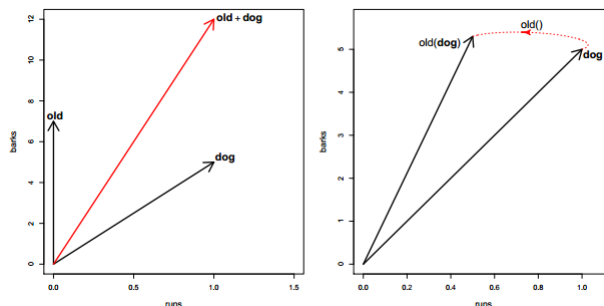 old + dog
old
dog
barks
0 2 4 6 8 10 12
0.0 0.5 1.0 1.5
runs
old()
old(dog)
dog
barks
0 1 2 3 4 5
0.0 0.2 0.4 0.6 0.8 1.0
runs